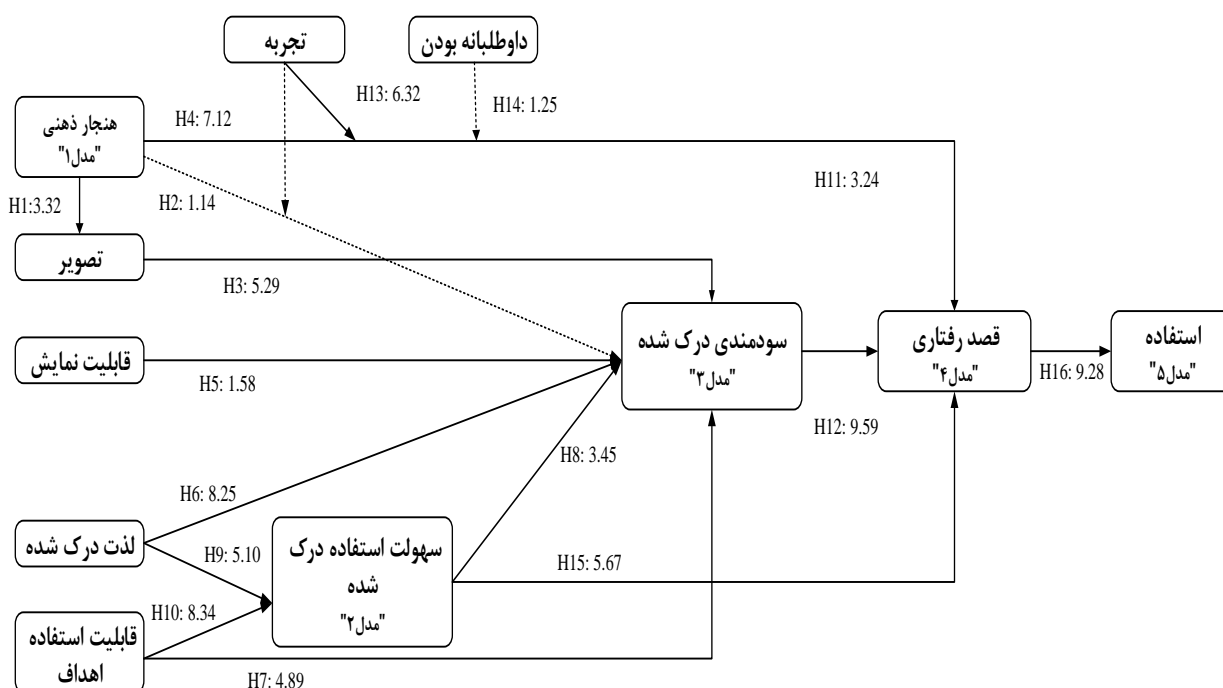 تجربه
داوطلبانه بودن
H13: 6.32
H14: 1.25
هنجار ذهنی
"مدل۱"
H4: 7.12
H11: 3.24
H2: 1.14
H1:3.32
تصویر
H3: 5.29
سودمندی درک شده
"مدل۳"
قصد رفتاری
"مدل۴"
استفاده
"مدل۵"
H16: 9.28
قابلیت نمایش
H5: 1.58
H12: 9.59
H8: 3.45
H6: 8.25
لذت درک شده
H9: 5.10
سهولت استفاده درک
شده
"مدل۲"
H15: 5.67
H10: 8.34
قابلیت استفاده
اهداف
H7: 4.89